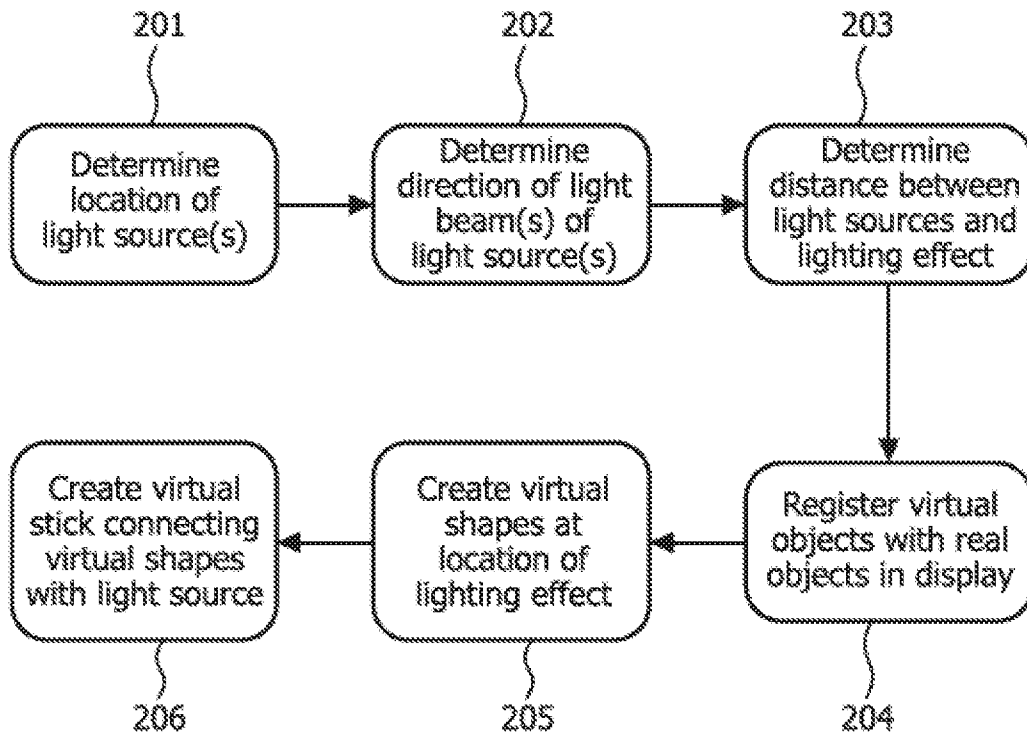 201
202
203
Determine
location of
light source(s)
Determine
direction of light
beam(s) of
light source(s)
Determine
distance between
light sources and
lighting effect
Create virtual
stick connecting
virtual shapes
with light source
Create virtual
shapes at
location of
lighting effect
Register virtual
objects with real
objects in display
206
205
204